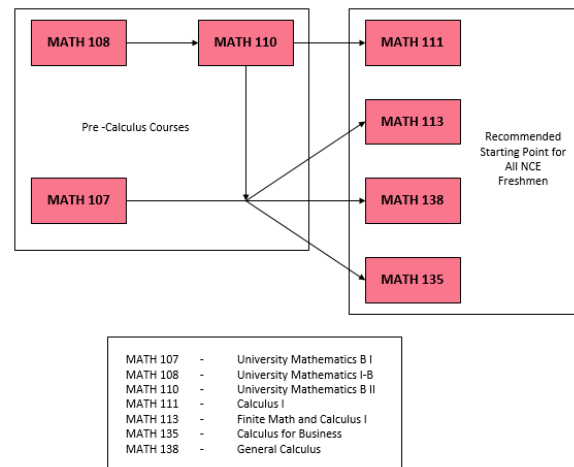 MATH 108
MATH 110
MATH 111
Pre -Calculus Courses
MATH 113
Recommended
Starting Point for
All NCE
Freshmen
MATH 107
MATH 138
MATH 135
MATH 107 - University Mathematics B I
MATH 108 - University Mathematics I-B
MATH 110 - University Mathematics B II
MATH 111 - Calculus I
MATH 113 - Finite Math and Calculus I
MATH 135 - Calculus for Business
MATH 138 - General Calculus